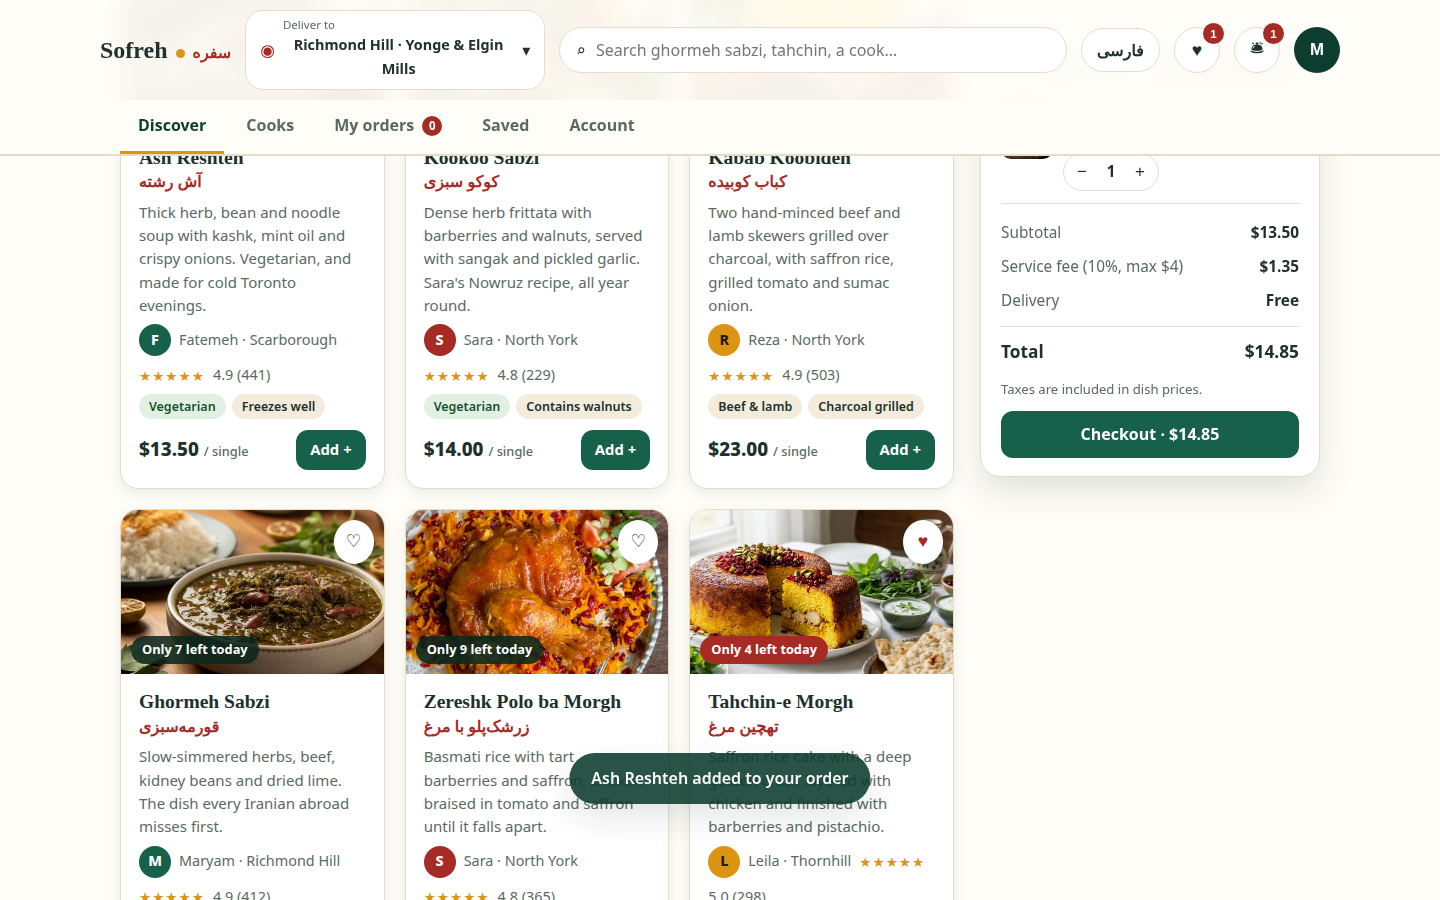 Sofreh سفره
Deliver to
Richmond Hill · Yonge & Elgin
Mills
Search ghormeh sabzi, tahchin, a cook...
فارسی
1
1
M
Discover
Cooks
My orders 0
Saved
Account
Ash Reshteh
آش رشته
Thick herb, bean and noodle
soup with kashk, mint oil and
crispy onions. Vegetarian, and
made for cold Toronto
evenings.
F Fatemeh · Scarborough
★★★★★ 4.9 (441)
Vegetarian Freezes well
$13.50 / single Add +
Kookoo Sabzi
کوکو سبزی
Dense herb frittata with
barberries and walnuts, served
with sangak and pickled garlic.
Sara's Nowruz recipe, all year
round.
S Sara · North York
★★★★★ 4.8 (229)
Vegetarian Contains walnuts
$14.00 / single Add +
Kabab Koobideh
کباب کوبیده
Two hand-minced beef and
lamb skewers grilled over
charcoal, with saffron rice,
grilled tomato and sumac
onion.
R Reza · North York
★★★★★ 4.9 (503)
Beef & lamb Charcoal grilled
$23.00 / single Add +
− 1 +
Subtotal $13.50
Service fee (10%, max $4) $1.35
Delivery Free
Total $14.85
Taxes are included in dish prices.
Checkout · $14.85
Only 7 left today
Ghormeh Sabzi
قورمه‌سبزی
Slow-simmered herbs, beef,
kidney beans and dried lime.
The dish every Iranian abroad
misses first.
M Maryam · Richmond Hill
★★★★★ 4.9 (412)
Only 9 left today
Zereshk Polo ba Morgh
زرشک‌پلو با مرغ
Basmati rice with tart
barberries and saffron,
braised in tomato and saffron
until it falls apart.
S Sara · North York
★★★★★ 4.8 (365)
Only 4 left today
Tahchin-e Morgh
تهچین مرغ
Saffron rice cake with a deep
with
chicken and finished with
barberries and pistachio.
L Leila · Thornhill ★★★★★
5.0 (298)
Ash Reshteh added to your order